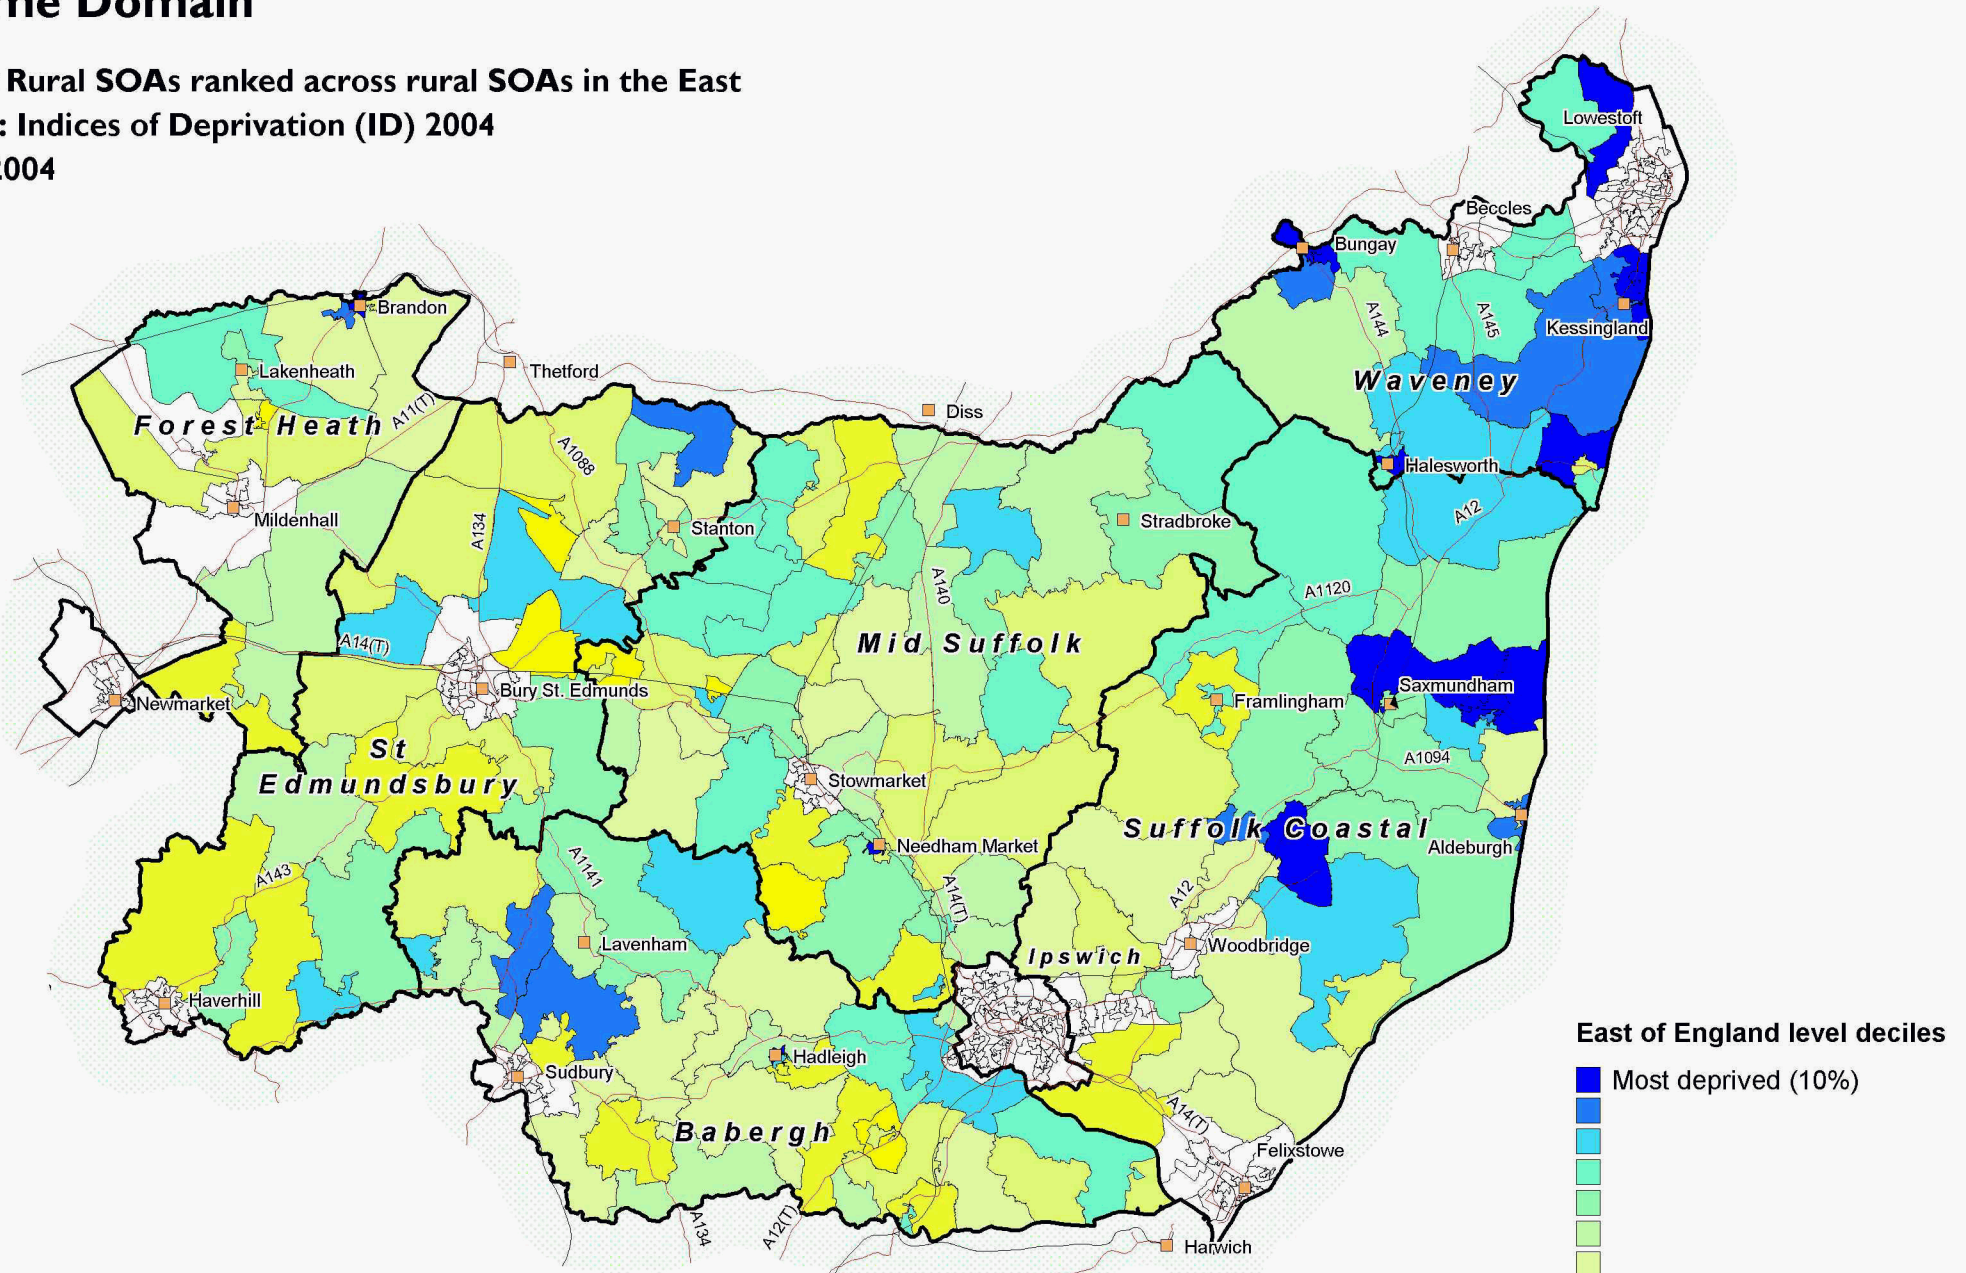 me Domain
Rural SOAs ranked across rural SOAs in the East
: Indices of Deprivation (ID) 2004
2004
Lowestoft
Beccles
Bungay
Brandon
A144
A145
Kessingland
Lakenheath
Thetford
Waveney
A11(T)
Diss
Forest Heath
A1088
Halesworth
Mildenhall
A134
Stanton
Stradbroke
A12
A140
A1120
A14(T)
Mid Suffolk
Newmarket
Bury St. Edmunds
Framlingham
Saxmundham
St
Edmundsbury
A1094
Stowmarket
Suffolk Coastal
Needham Market
Aldeburgh
A143
A1141
A14(T)
A12
Lavenham
Ipswich
Woodbridge
Haverhill
East of England level deciles
Hadleigh
Sudbury
Most deprived (10%)
A14(T)
Babergh
Felixstowe
A134
A12(T)
Harwich